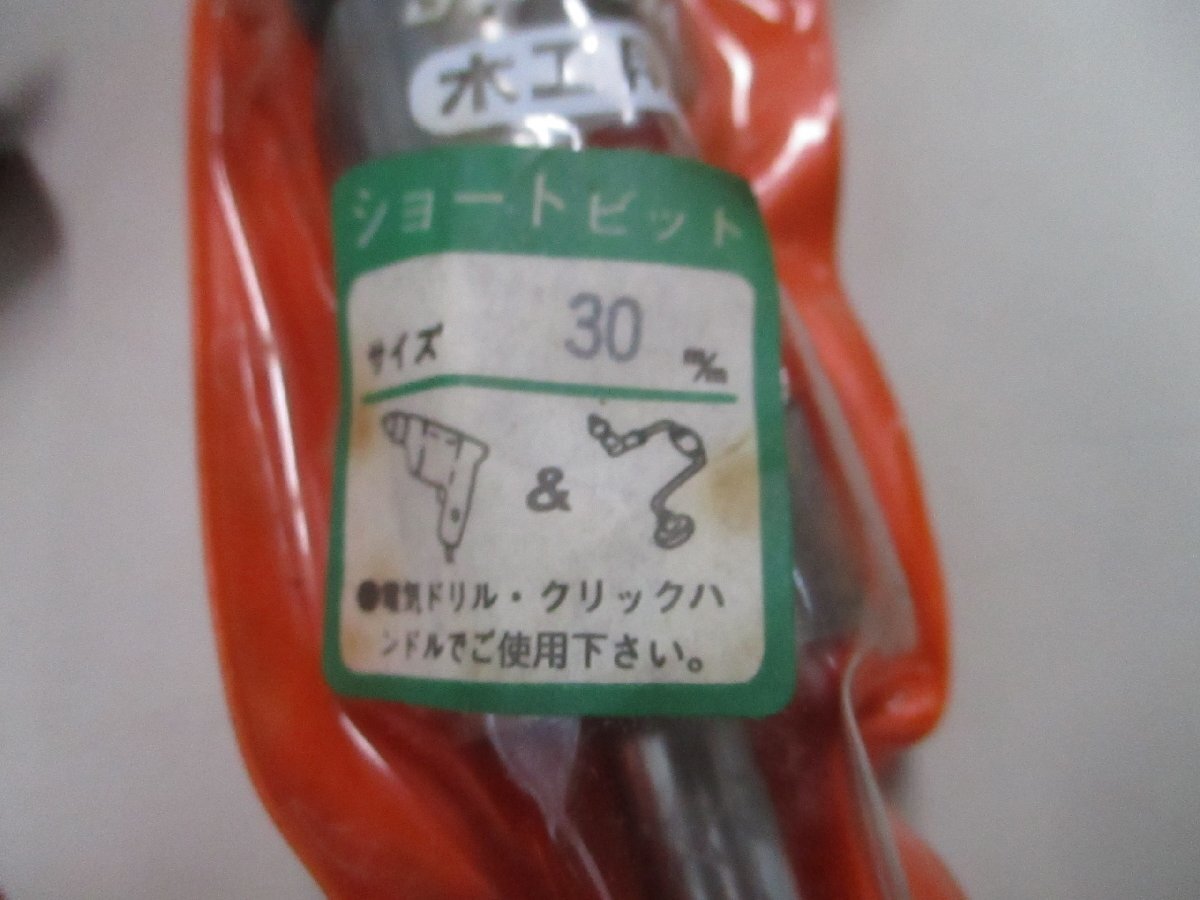 木工用
ショートビット
サイズ 30 m/m
&
●電気ドリル・クリックハ
ンドルでご使用下さい。